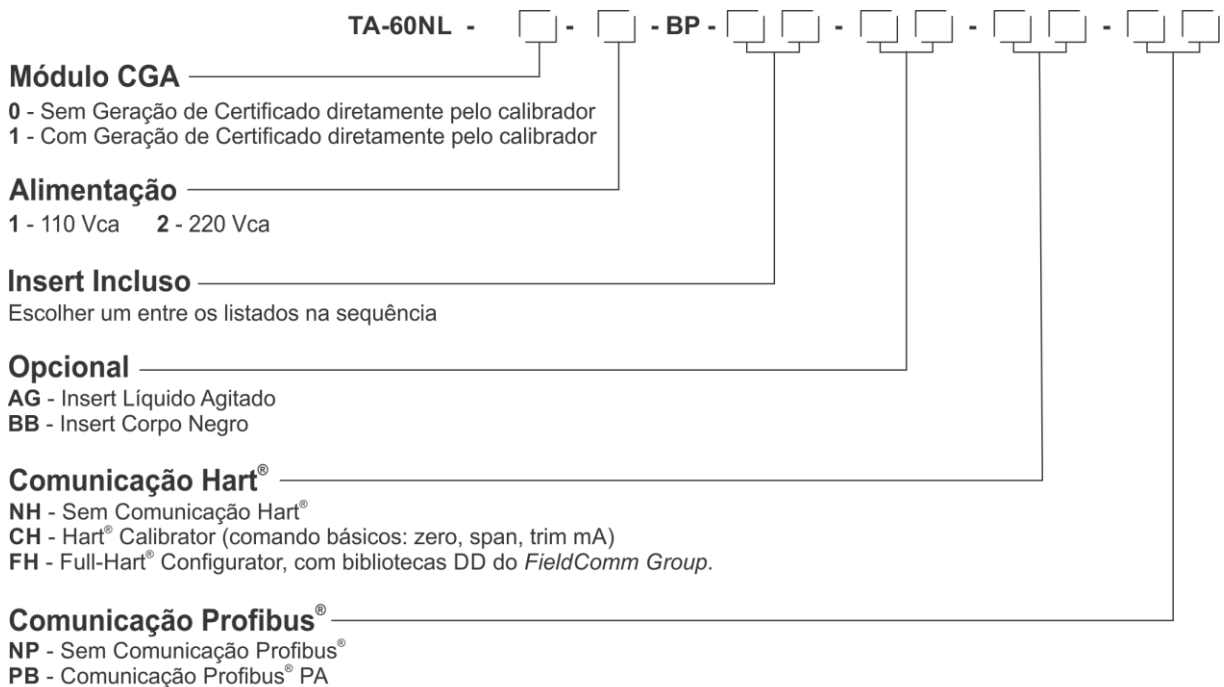 TA-60NL - - - BP - - - -
Módulo CGA
0 - Sem Geração de Certificado diretamente pelo calibrador
1 - Com Geração de Certificado diretamente pelo calibrador
Alimentação
1 - 110 Vca 2 - 220 Vca
Insert Incluso
Escolher um entre os listados na sequência
Opcional
AG - Insert Líquido Agitado
BB - Insert Corpo Negro
Comunicação Hart®
NH - Sem Comunicação Hart®
CH - Hart® Calibrator (comando básicos: zero, span, trim mA)
FH - Full-Hart® Configurator, com bibliotecas DD do FieldComm Group.
Comunicação Profibus®
NP - Sem Comunicação Profibus®
PB - Comunicação Profibus® PA